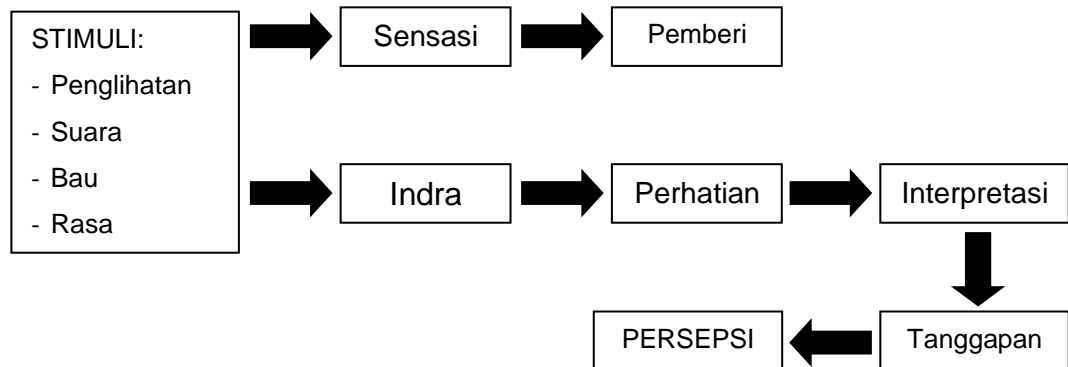 STIMULI:
- Penglihatan
- Suara
- Bau
- Rasa
Sensasi
Pemberi
Indra
Perhatian
Interpretasi
Tanggapan
PERSEPSI